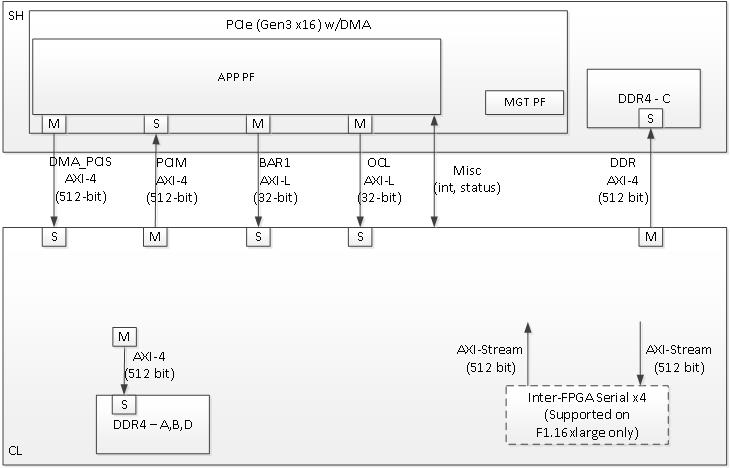 SH
PCIe (Gen3 x16) w/DMA
APP PF
MGT PF
DDR4 - C
S
M
S
M
M
DMA_PCIS
AXI-4
(512-bit)
PCIM
AXI-4
(512-bit)
BAR1
AXI-L
(32-bit)
OCL
AXI-L
(32-bit)
Misc
(int, status)
DDR
AXI-4
(512 bit)
S
M
S
S
M
M
AXI-4
(512 bit)
S
DDR4 – A,B,D
AXI-Stream
(512 bit)
AXI-Stream
(512 bit)
Inter-FPGA Serial x4
(Supported on
F1.16xlarge only)
CL